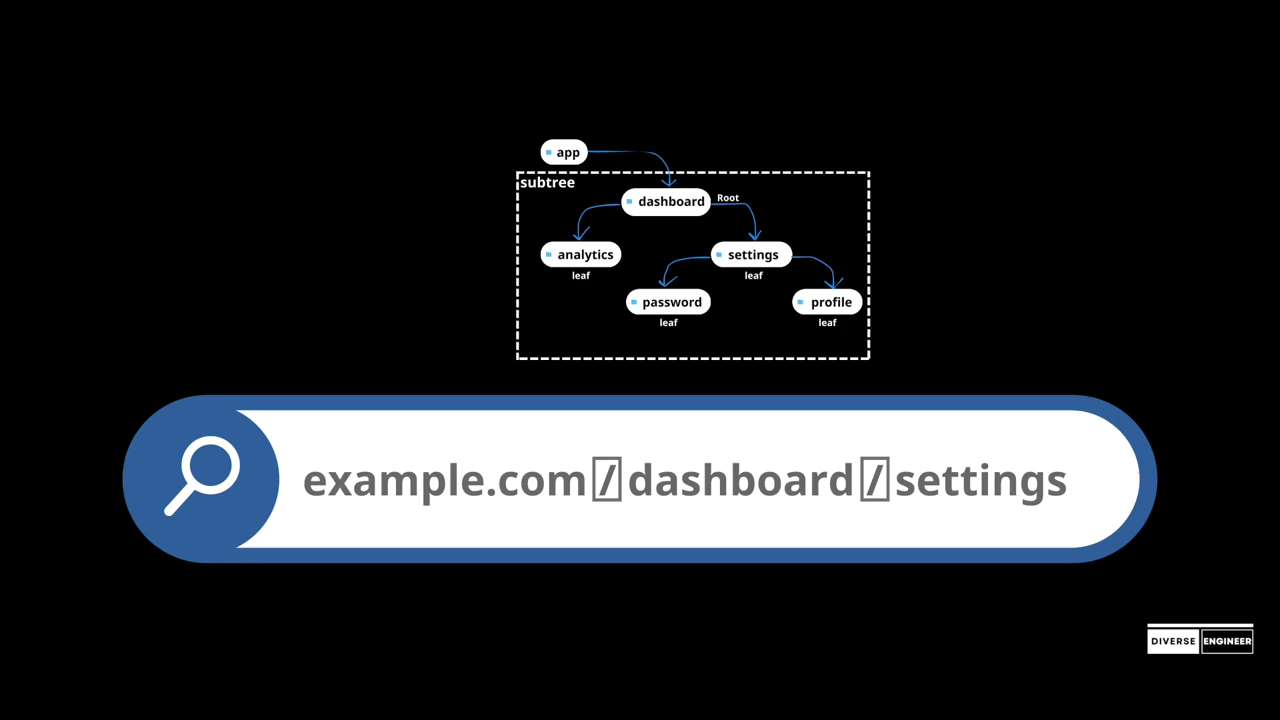 app
subtree
dashboard
Root
analytics
settings
leaf
leaf
password
profile
leaf
leaf
example.com/dashboard/settings
DIVERSE ENGINEER